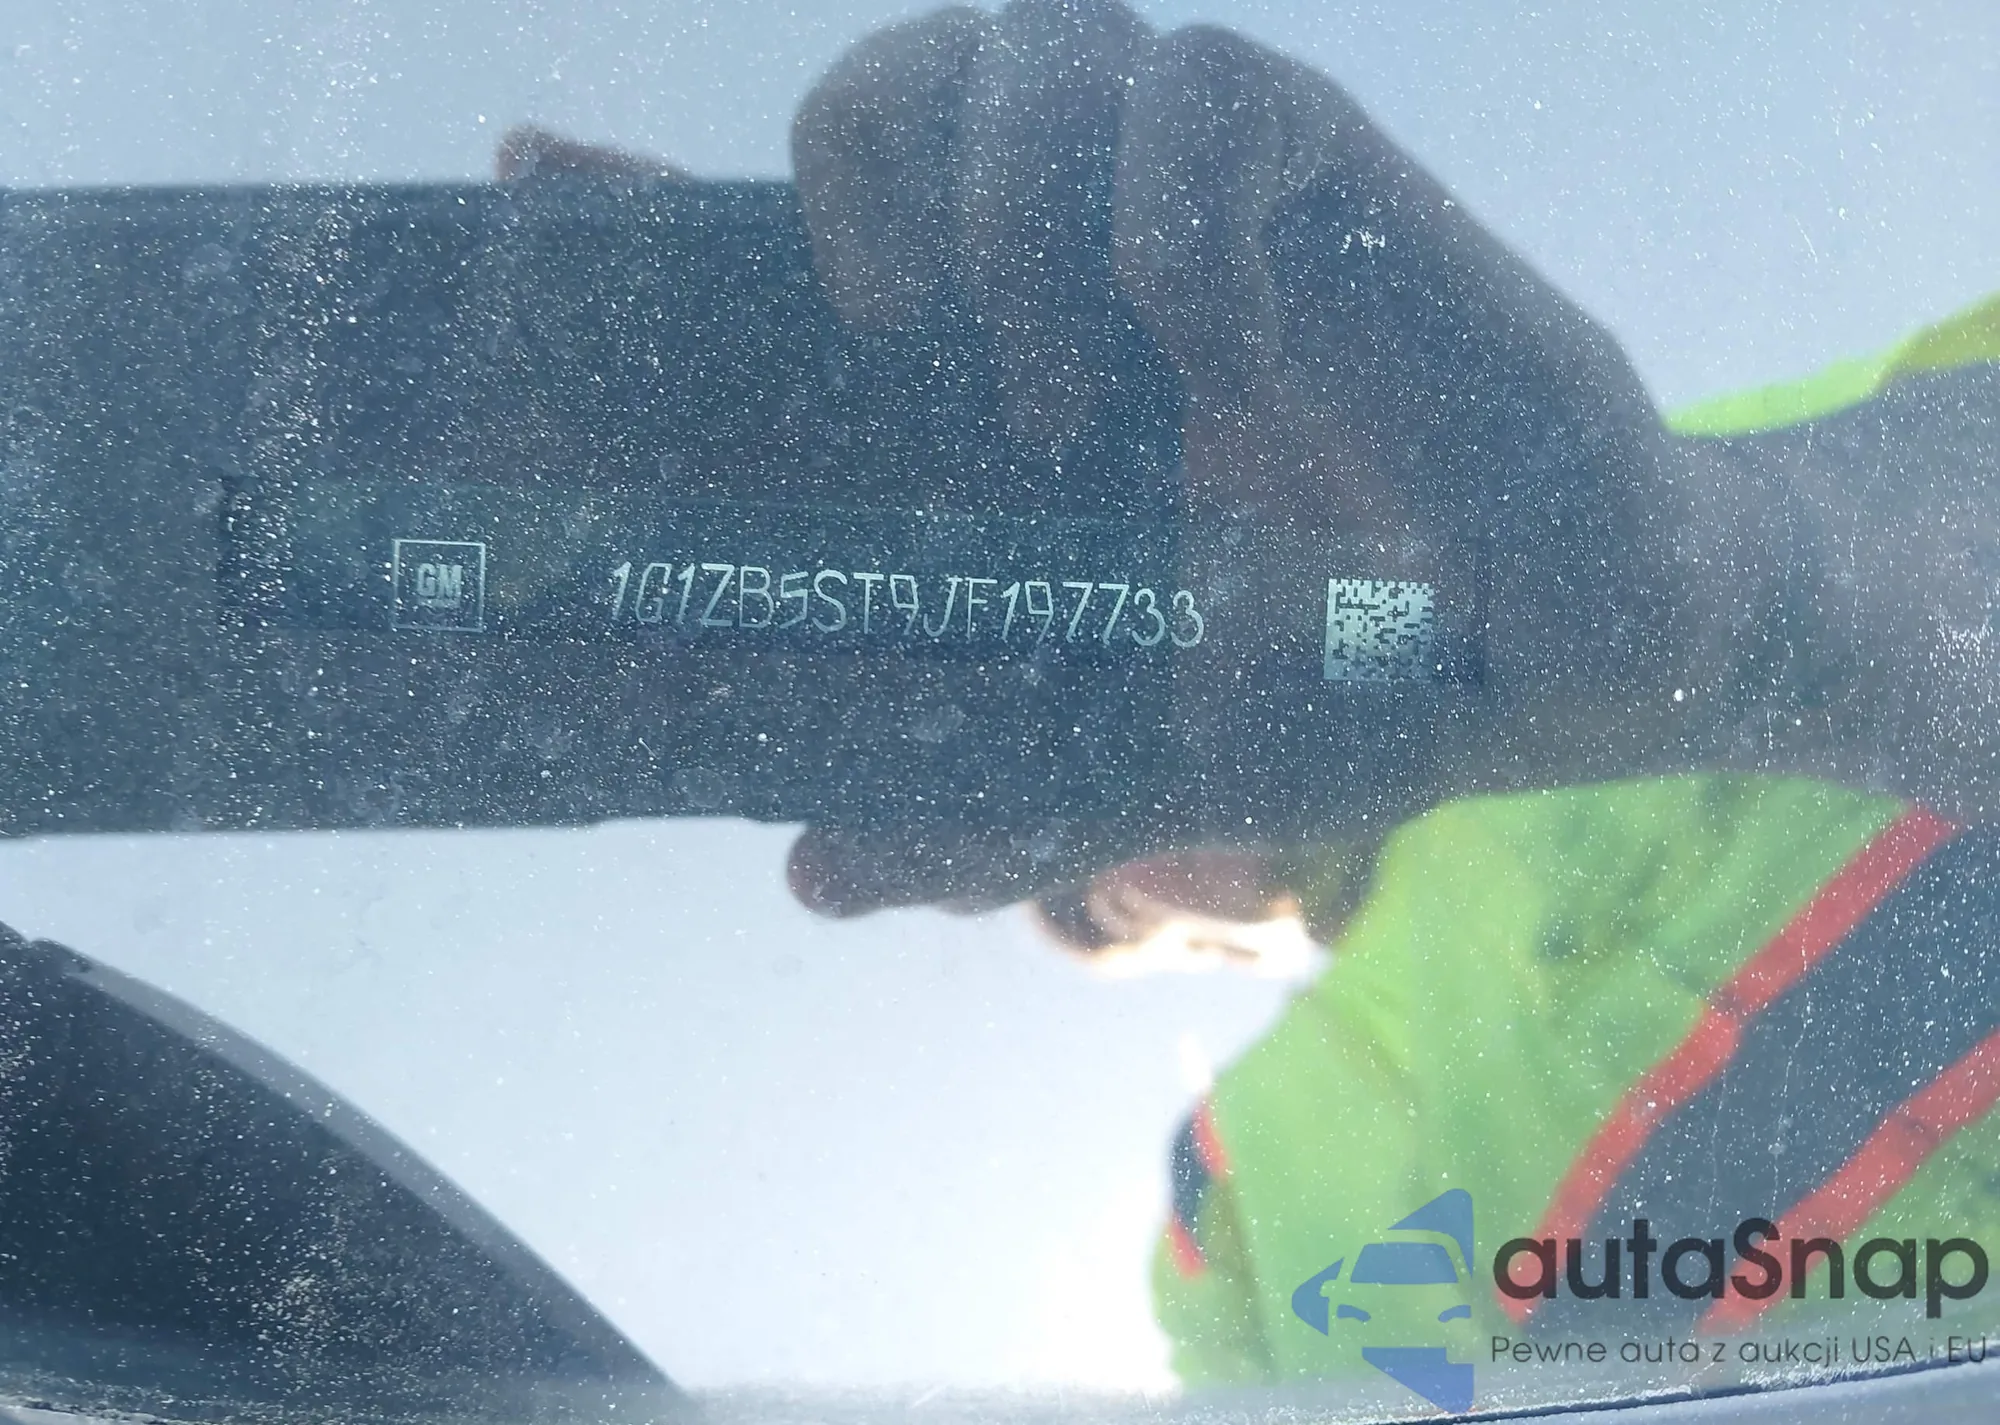 GM
1G1ZB5ST9JF197733
autaSnap
Pewne auta z aukcji USA i EU